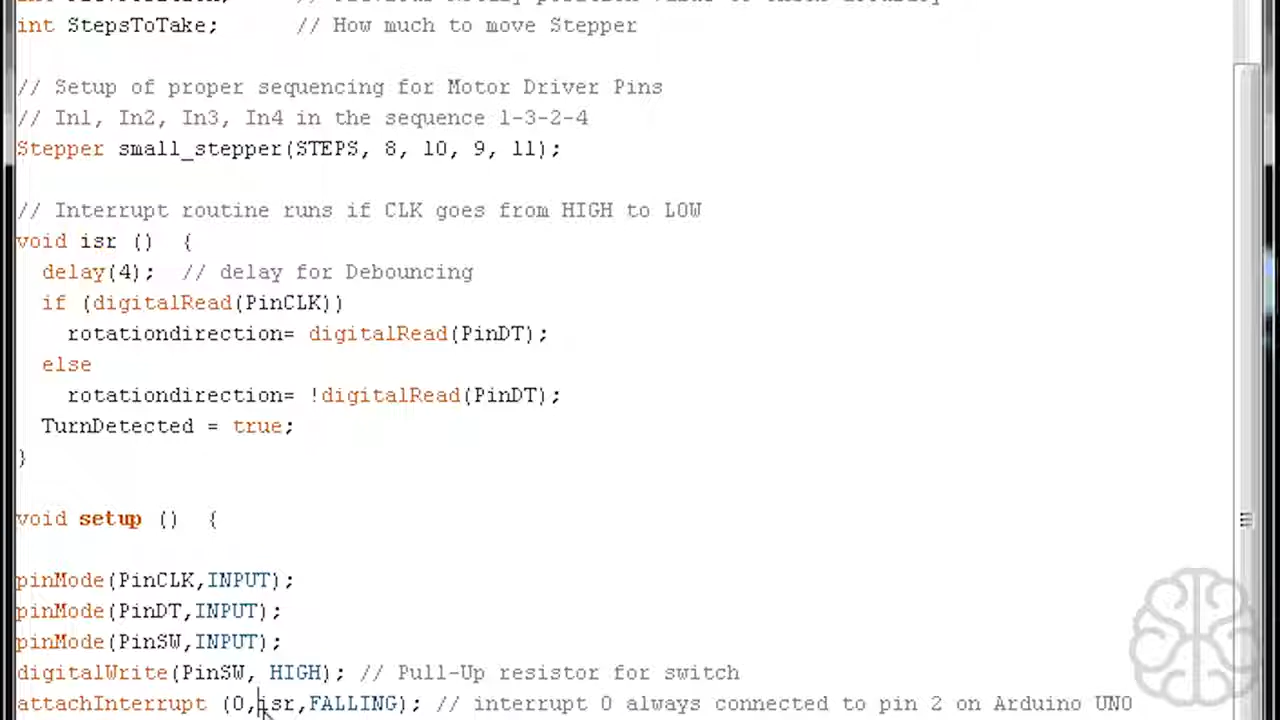 int StepsToTake;      // How much to move Stepper
// Setup of proper sequencing for Motor Driver Pins
// In1, In2, In3, In4 in the sequence 1-3-2-4
Stepper small_stepper(STEPS, 8, 10, 9, 11);
// Interrupt routine runs if CLK goes from HIGH to LOW
void isr ()  {
  delay(4);  // delay for Debouncing
  if (digitalRead(PinCLK))
    rotationdirection= digitalRead(PinDT);
  else
    rotationdirection= !digitalRead(PinDT);
  TurnDetected = true;
}
void setup ()  {
pinMode(PinCLK,INPUT);
pinMode(PinDT,INPUT);
pinMode(PinSW,INPUT);
digitalWrite(PinSW, HIGH); // Pull-Up resistor for switch
attachInterrupt (0,isr,FALLING); // interrupt 0 always connected to pin 2 on Arduino UNO